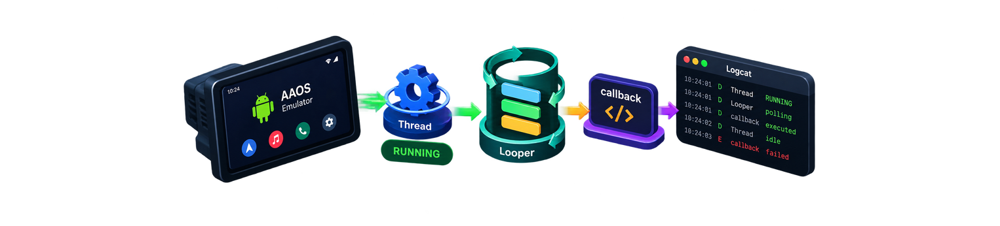 10:24
AAOS
Emulator
Thread
RUNNING
Looper
callback
</>
Logcat
10:24:01 D Thread RUNNING
10:24:01 D Looper polling
10:24:01 D callback executed
10:24:02 D Thread idle
10:24:03 E callback failed